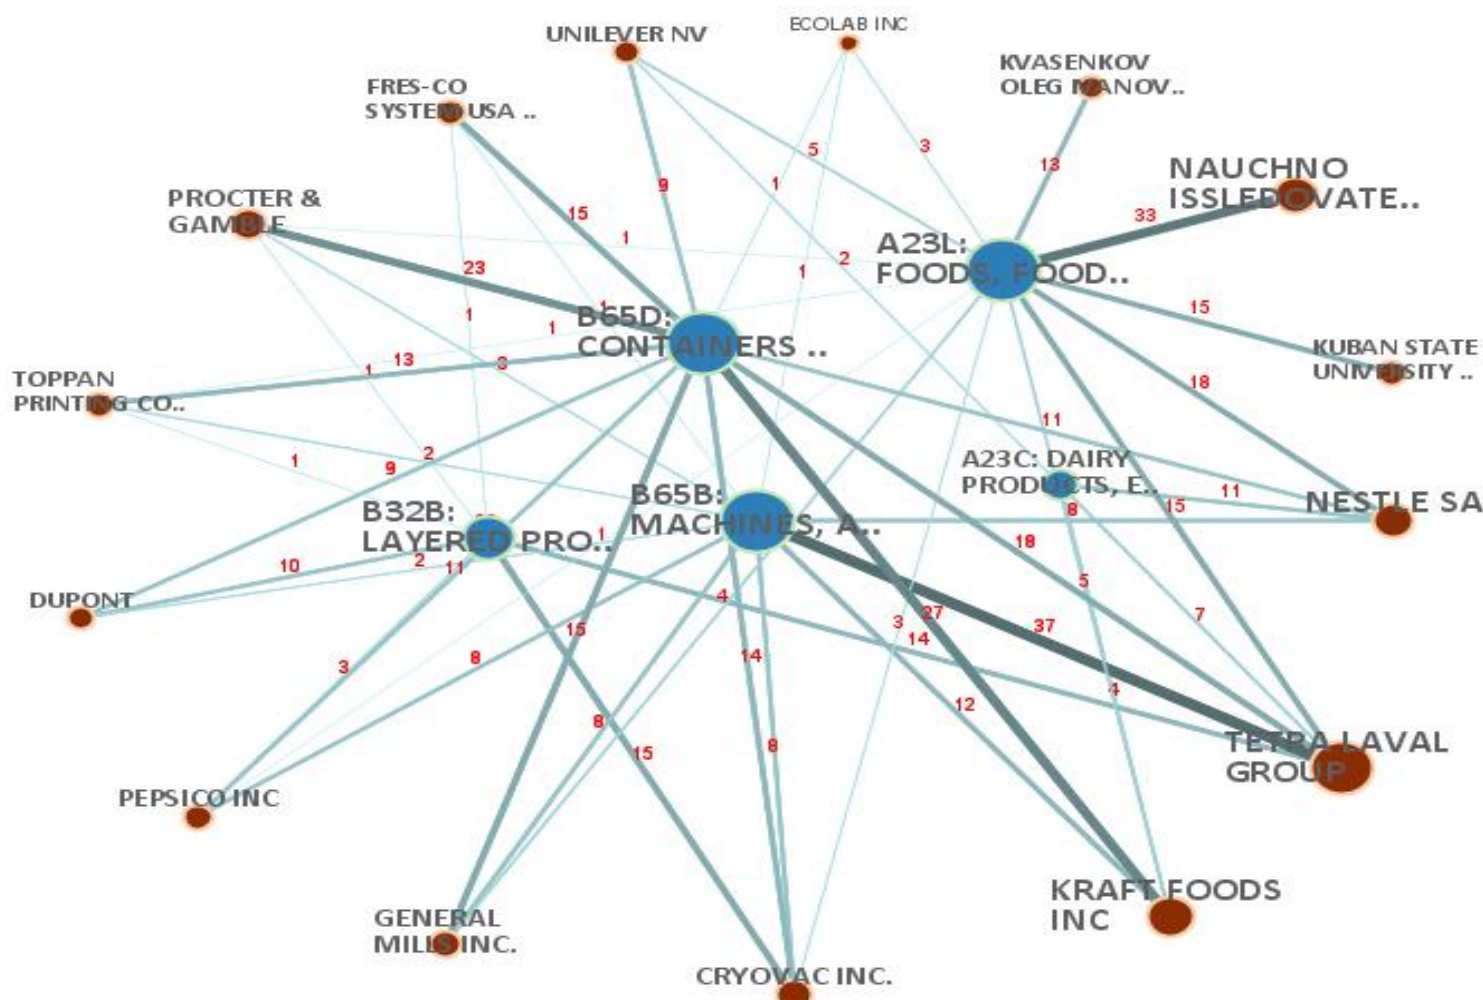 ECOLAB INC
UNILEVER NV
KVASENKOV
OLEG IVANOV..
FRES-CO
SYSTEM USA ..
5
3
13
NAUCHNO
ISSLEDOVATE..
1
9
PROCTER &
GAMBLE
15
33
1
A23L:
FOODS, FOOD..
2
23
1
1
B65D:
CONTAINERS ..
1
1
15
KUBAN STATE
UNIVERSITY ..
13
3
1
TOPPAN
PRINTING CO..
18
11
2
1
9
A23C: DAIRY
PRODUCTS, E..
11
B65B:
MACHINES, A..
NESTLE SA
15
8
B32B:
LAYERED PRO..
1
18
2
10
11
5
DUPONT
4
7
3
27
37
15
14
14
8
3
4
12
8
15
8
TETRA LAVAL
GROUP
PEPSICO INC
KRAFT FOODS
INC
GENERAL
MILLS INC.
CRYOVAC INC.